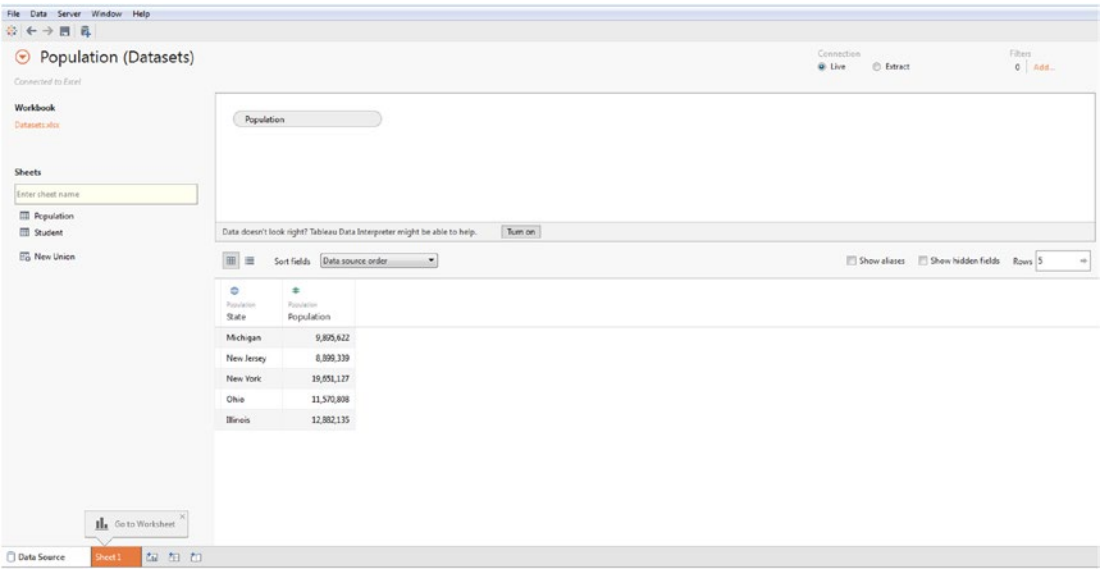 File Data Server Window Help
Population (Datasets)
Connection
Filters
Live Extract
0 Add...
Connected to Excel
Workbook
Datasets.xlsx
Population
Sheets
Enter sheet name
Population
Student
New Union
Data doesn't look right? Tableau Data Interpreter might be able to help. Turn on
Sort fields Data source order Show aliases Show hidden fields Rows 5
Population Population
State Population
Michigan 9,895,622
New Jersey 8,899,339
New York 19,651,127
Ohio 11,570,808
Illinois 12,882,135
Go to Worksheet
Data Source Sheet 1